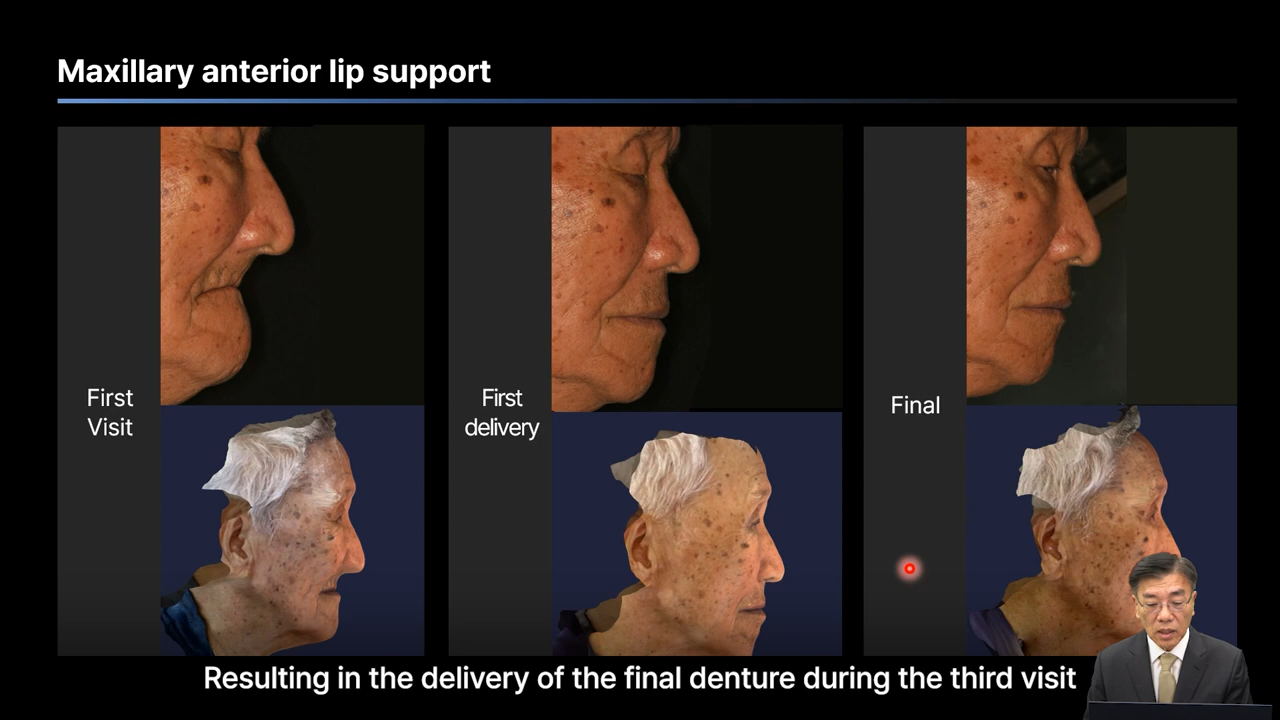 Maxillary anterior lip support
First
Visit
First
delivery
Final
Resulting in the delivery of the final denture during the third visit